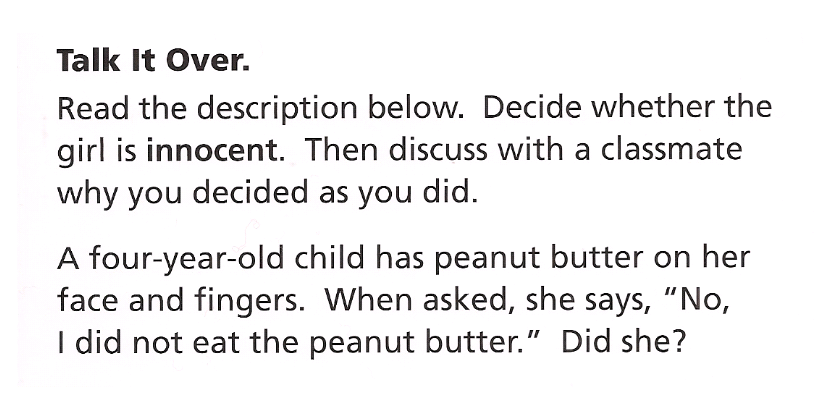 Talk It Over.
Read the description below. Decide whether the
girl is innocent. Then discuss with a classmate
why you decided as you did.
A four-year-old child has peanut butter on her
face and fingers. When asked, she says, “No,
I did not eat the peanut butter.” Did she?